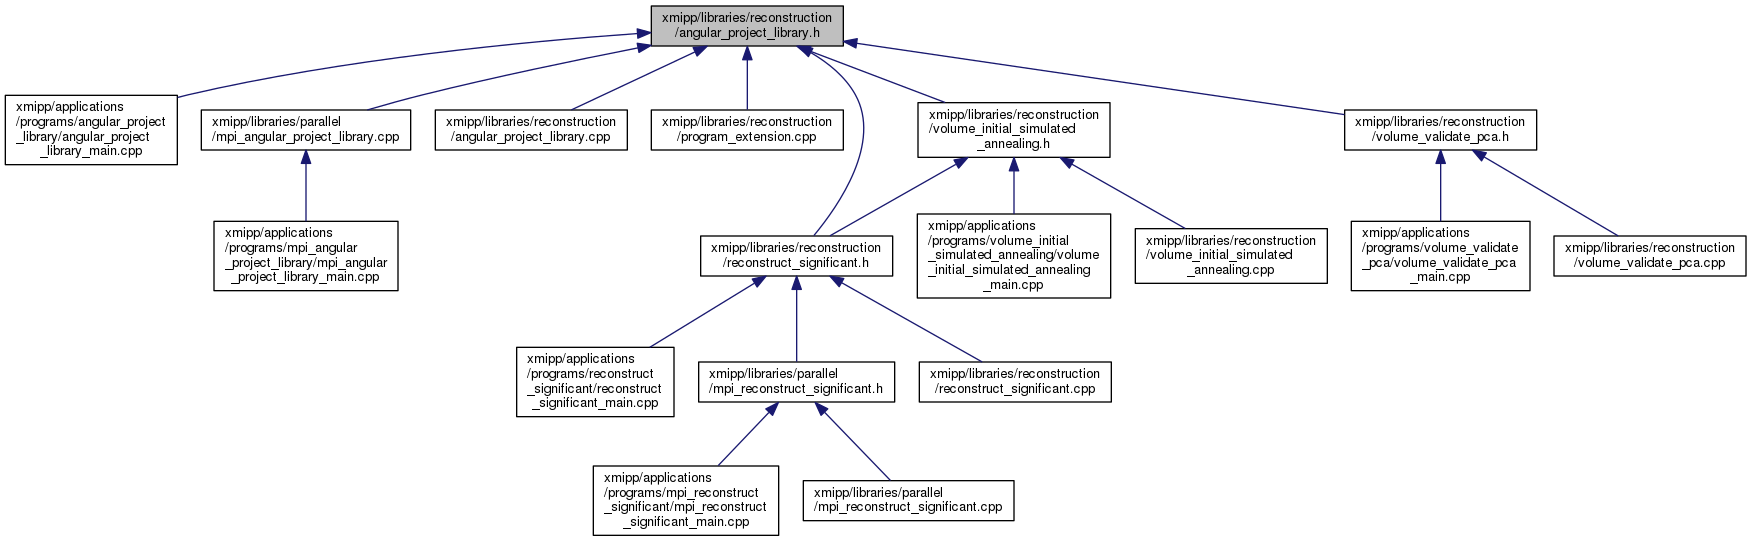 xmipp/libraries/reconstruction
/angular_project_library.h
xmipp/applications
/programs/angular_project
_library/angular_project
_library_main.cpp
xmipp/libraries/parallel
/mpi_angular_project_library.cpp
xmipp/libraries/reconstruction
/angular_project_library.cpp
xmipp/libraries/reconstruction
/program_extension.cpp
xmipp/libraries/reconstruction
/volume_initial_simulated
_annealing.h
xmipp/libraries/reconstruction
/volume_validate_pca.h
xmipp/applications
/programs/mpi_angular
_project_library/mpi_angular
_project_library_main.cpp
xmipp/libraries/reconstruction
/reconstruct_significant.h
xmipp/applications
/programs/volume_initial
_simulated_annealing/volume
_initial_simulated_annealing
_main.cpp
xmipp/libraries/reconstruction
/volume_initial_simulated
_annealing.cpp
xmipp/applications
/programs/volume_validate
_pca/volume_validate_pca
_main.cpp
xmipp/libraries/reconstruction
/volume_validate_pca.cpp
xmipp/applications
/programs/reconstruct
_significant/reconstruct
_significant_main.cpp
xmipp/libraries/parallel
/mpi_reconstruct_significant.h
xmipp/libraries/reconstruction
/reconstruct_significant.cpp
xmipp/applications
/programs/mpi_reconstruct
_significant/mpi_reconstruct
_significant_main.cpp
xmipp/libraries/parallel
/mpi_reconstruct_significant.cpp